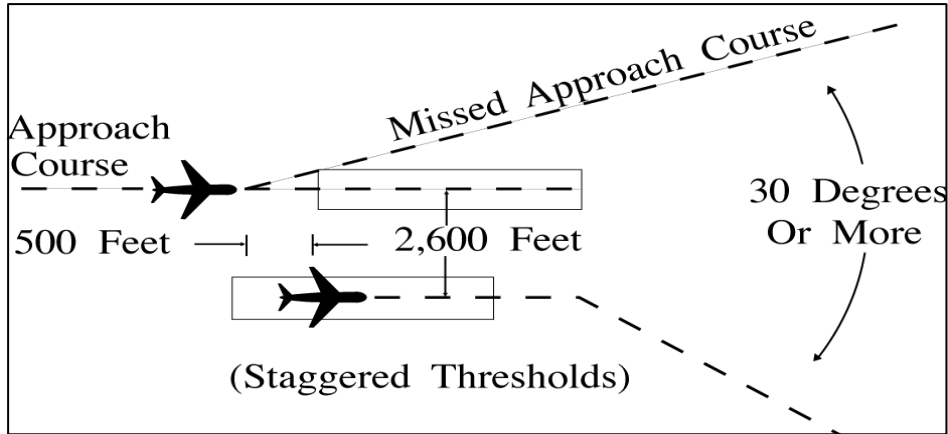 Missed Approach Course
Approach
Course
30 Degrees
Or More
500 Feet
2,600 Feet
(Staggered Thresholds)